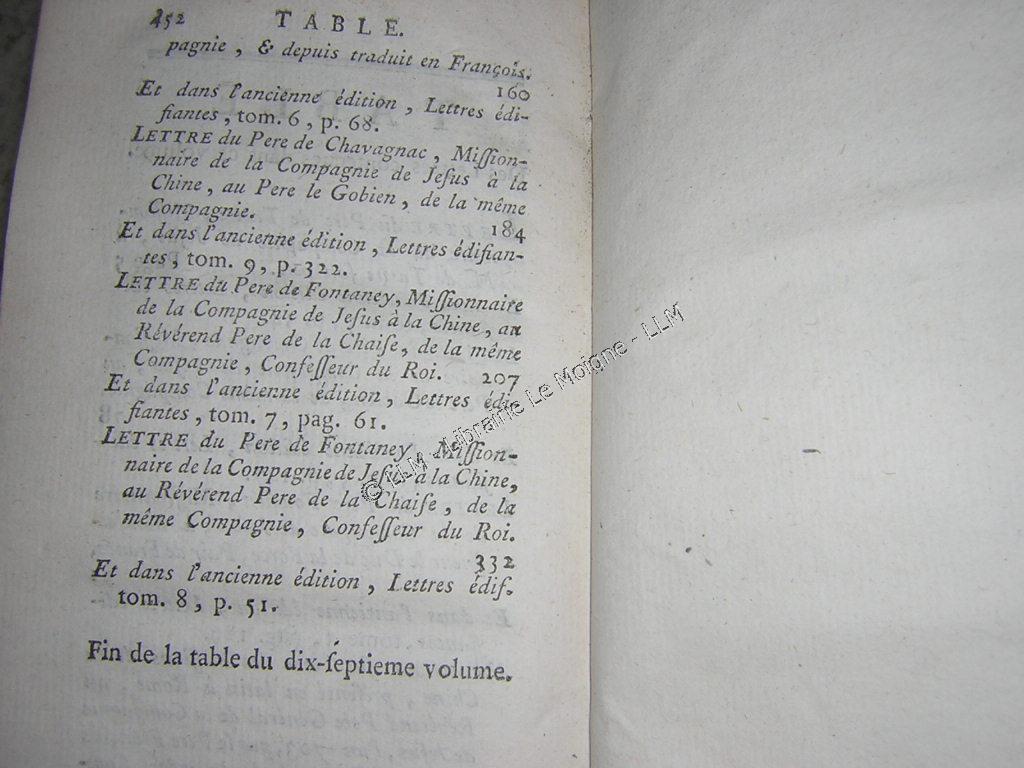 452 TABLE.
pagnie, & depuis traduit en François.
160
Et dans l'ancienne édition, Lettres édi-
fiantes, tom. 6, p. 68.
LETTRE du Pere de Chavagnac, Miſſion-
naire de la Compagnie de Jeſus à la
Chine, au Pere le Gobien, de la même
Compagnie. 184
Et dans l'ancienne édition, Lettres édifian-
tes, tom. 9, p. 322.
LETTRE du Pere de Fontaney, Miſſionnaire
de la Compagnie de Jeſus à la Chine, au
Révérend Pere de la Chaiſe, de la même
Compagnie, Confeſſeur du Roi. 207
Et dans l'ancienne édition, Lettres édi-
fiantes, tom. 7, pag. 61.
LETTRE du Pere de Fontaney, Miſſion-
naire de la Compagnie de Jeſus à la Chine,
au Révérend Pere de la Chaiſe, de la
même Compagnie, Confeſſeur du Roi.
332
Et dans l'ancienne édition, Lettres édif.
tom. 8, p. 51.
Fin de la table du dix-ſeptieme volume.
© LLM - Librairie Le Moigne - LLM